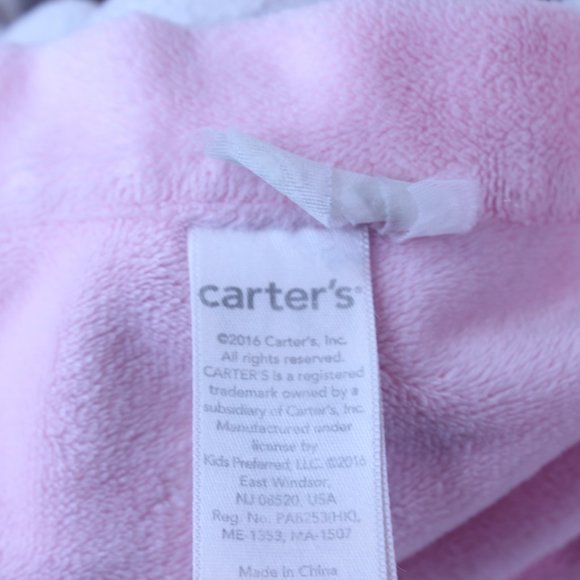 carter's®
©2016 Carter's, Inc.
All rights reserved.
CARTER'S is a registered
trademark owned by a
subsidiary of Carter's, Inc.
Manufactured under
license by
Kids Preferred, LLC. ©2016
East Windsor,
NJ 08520, USA
Reg. No. PA8253(HK),
ME-1353, MA-1507
Made in China